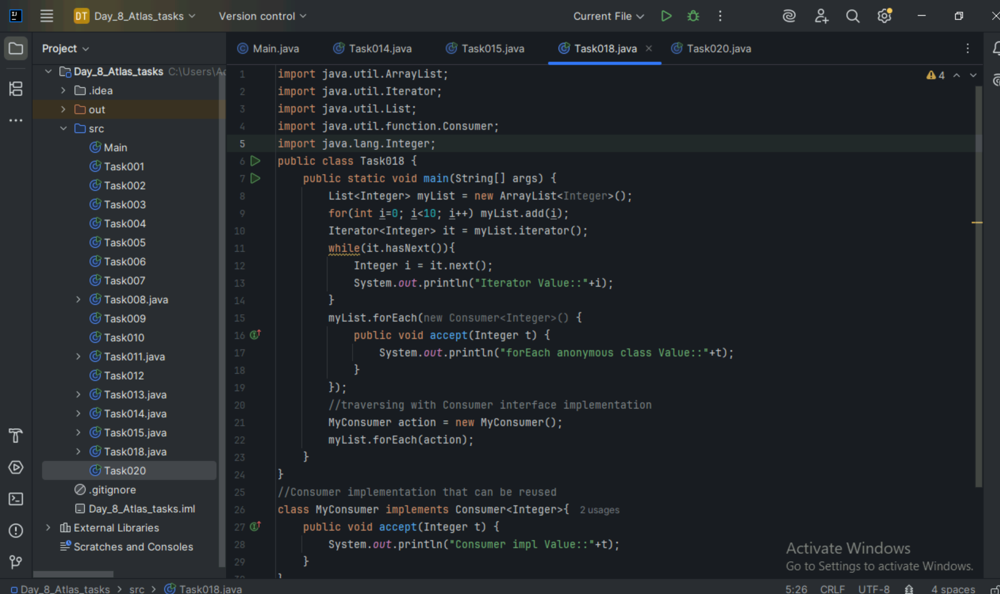 DT Day_8_Atlas_tasks Version control Current File
Project
Main.java Task014.java Task015.java Task018.java Task020.java
Day_8_Atlas_tasks C:\Users\
.idea
out
src
Main
Task001
Task002
Task003
Task004
Task005
Task006
Task007
Task008.java
Task009
Task010
Task011.java
Task012
Task013.java
Task014.java
Task015.java
Task018.java
Task020
.gitignore
Day_8_Atlas_tasks.iml
External Libraries
Scratches and Consoles
4
1 import java.util.ArrayList;
2 import java.util.Iterator;
3 import java.util.List;
4 import java.util.function.Consumer;
5 import java.lang.Integer;
6 public class Task018 {
7 public static void main(String[] args) {
8 List<Integer> myList = new ArrayList<Integer>();
9 for(int i=0; i<10; i++) myList.add(i);
10 Iterator<Integer> it = myList.iterator();
11 while(it.hasNext()){
12 Integer i = it.next();
13 System.out.println("Iterator Value::"+i);
14 }
15 myList.forEach(new Consumer<Integer>() {
16 public void accept(Integer t) {
17 System.out.println("forEach anonymous class Value::"+t);
18 }
19 });
20 //traversing with Consumer interface implementation
21 MyConsumer action = new MyConsumer();
22 myList.forEach(action);
23 }
24 }
25 //Consumer implementation that can be reused
26 class MyConsumer implements Consumer<Integer>{ 2 usages
27 public void accept(Integer t) {
28 System.out.println("Consumer impl Value::"+t);
29 }
30 }
Activate Windows
Go to Settings to activate Windows.
Day_8_Atlas_tasks > src > Task018.java 5:26 CRLF UTF-8 4 spaces